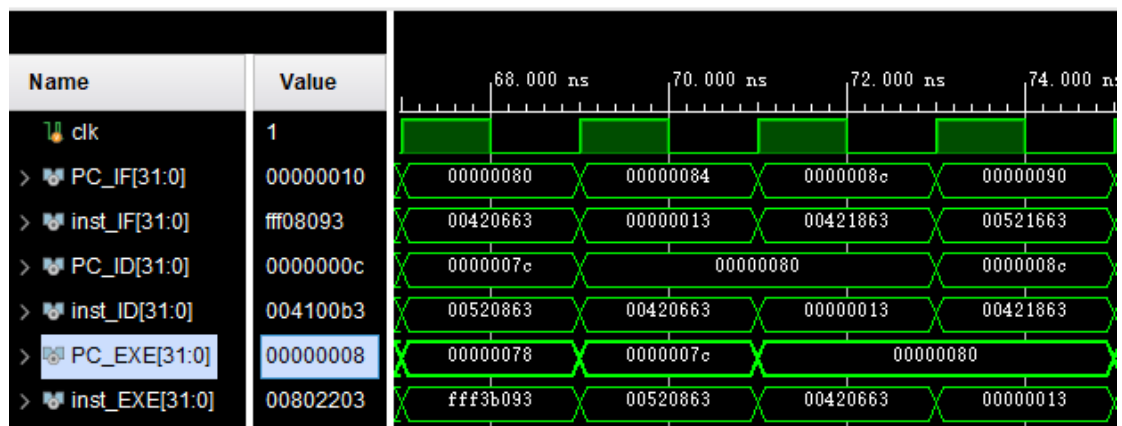 Name Value 68.000 ns 70.000 ns 72.000 ns 74.000 n
clk 1
PC_IF[31:0] 00000010 00000080 00000084 0000008c 00000090
inst_IF[31:0] fff08093 00420663 00000013 00421863 00521663
PC_ID[31:0] 0000000c 0000007c 00000080 0000008c
inst_ID[31:0] 004100b3 00520863 00420663 00000013 00421863
PC_EXE[31:0] 00000008 00000078 0000007c 00000080
inst_EXE[31:0] 00802203 fff3b093 00520863 00420663 00000013